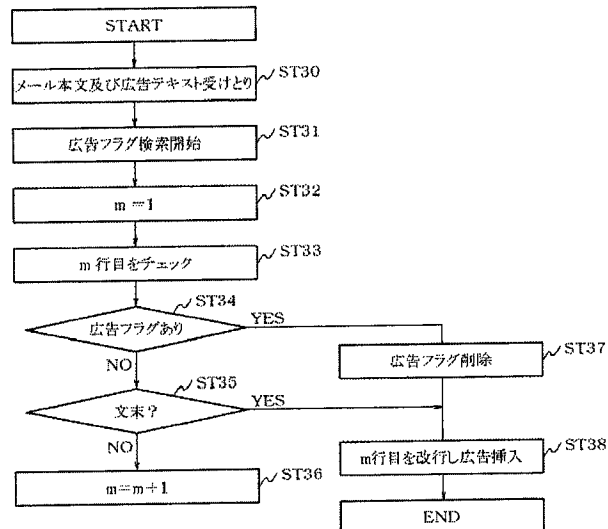 START
メール本文及び広告テキスト受けとり
ST30
広告フラグ検索開始
ST31
m=1
ST32
m行目をチェック
ST33
広告フラグあり
ST34
YES
NO
広告フラグ削除
ST37
文末?
ST35
YES
NO
m=m+1
ST36
m行目を改行し広告挿入
ST38
END